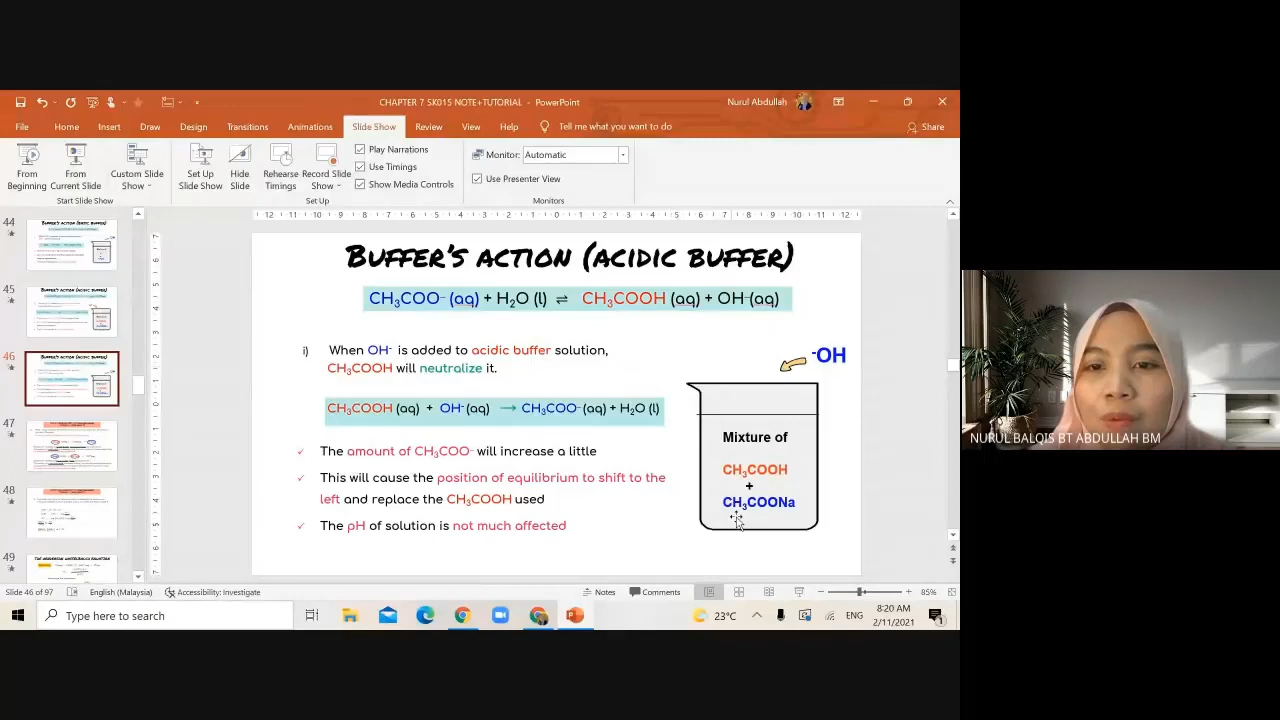 CHAPTER 7 SK015 NOTE+TUTORIAL - PowerPoint
Nurul Abdullah
File Home Insert Draw Design Transitions Animations Slide Show Review View Help Tell me what you want to do Share
From Beginning
From Current Slide
Custom Slide Show
Start Slide Show
Set Up Slide Show
Hide Slide
Rehearse Timings
Record Slide Show
Play Narrations
Use Timings
Show Media Controls
Set Up
Monitor: Automatic
Use Presenter View
Monitors
44
45
46
47
48
49
BUFFER'S ACTION (ACIDIC BUFFER)
CH₃COO⁻ (aq) + H₂O (l) ⇌ CH₃COOH (aq) + OH⁻(aq)
i) When OH⁻ is added to acidic buffer solution,
CH₃COOH will neutralize it.
CH₃COOH (aq) + OH⁻(aq) → CH₃COO⁻(aq) + H₂O (l)
✓ The amount of CH₃COO⁻ will increase a little
✓ This will cause the position of equilibrium to shift to the
left and replace the CH₃COOH used
✓ The pH of solution is not much affected
⁻OH
Mixture of
CH₃COOH
+
CH₃COONa
NURUL BALQIS BT ABDULLAH BM
Slide 46 of 97 English (Malaysia) Accessibility: Investigate Notes Comments 85%
Type here to search
23°C
ENG
8:20 AM
2/11/2021